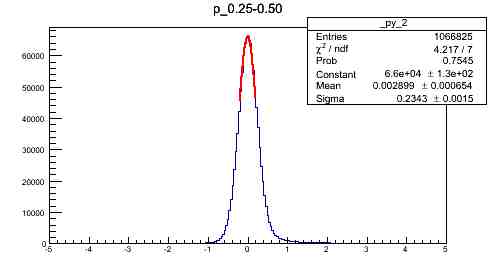 p_0.25-0.50
_py_2
Entries 1066825
χ² / ndf 4.217 / 7
Prob 0.7545
Constant 6.6e+04 ± 1.3e+02
Mean 0.002899 ± 0.000654
Sigma 0.2343 ± 0.0015
60000
50000
40000
30000
20000
10000
0
-5 -4 -3 -2 -1 0 1 2 3 4 5